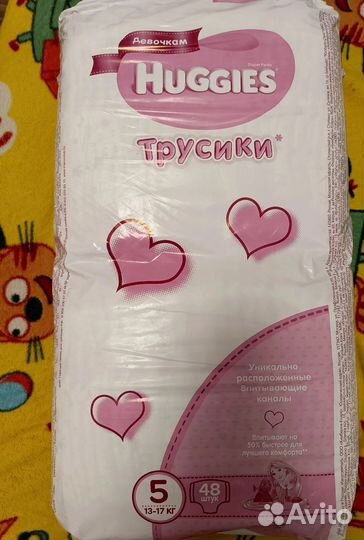 Девочкам
HUGGIES
Трусики*
Уникально
расположенные
впитывающие
каналы
Впитывают на
50% быстрее для
лучшего комфорта**
5
13-17 КГ
48
штук
Avito